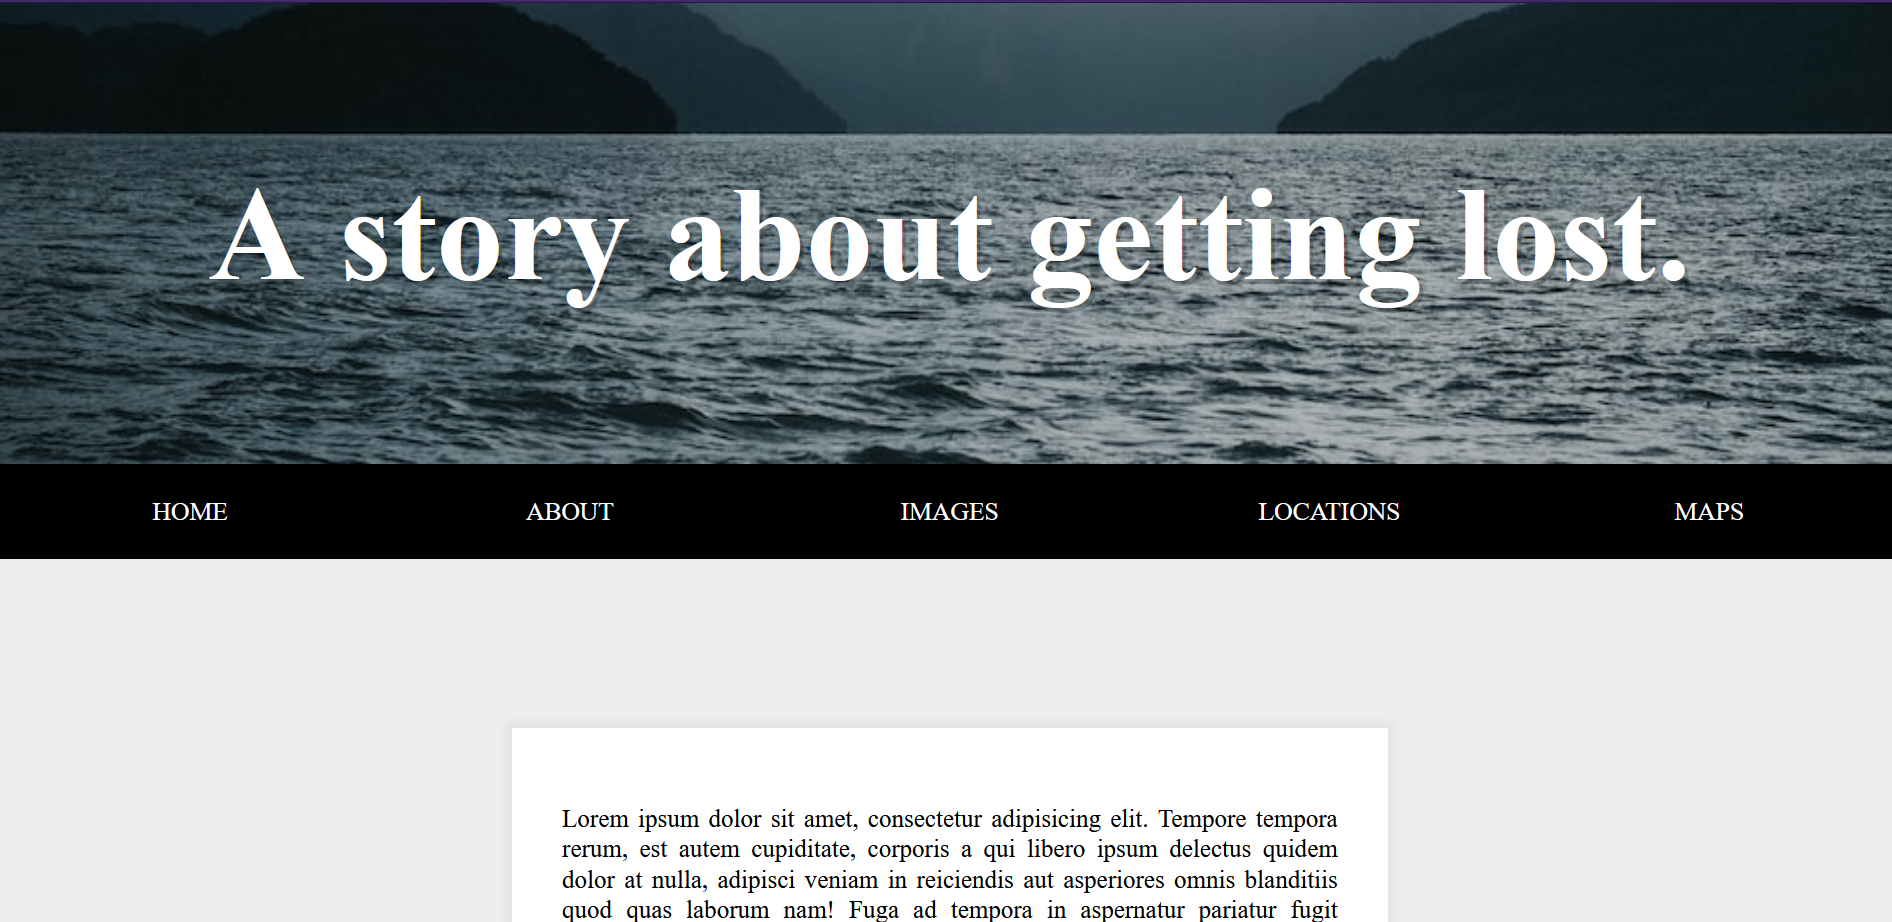 A story about getting lost.
HOME ABOUT IMAGES LOCATIONS MAPS
Lorem ipsum dolor sit amet, consectetur adipisicing elit. Tempore tempora
rerum, est autem cupiditate, corporis a qui libero ipsum delectus quidem
dolor at nulla, adipisci veniam in reiciendis aut asperiores omnis blanditiis
quod quas laborum nam! Fuga ad tempora in aspernatur pariatur fugit